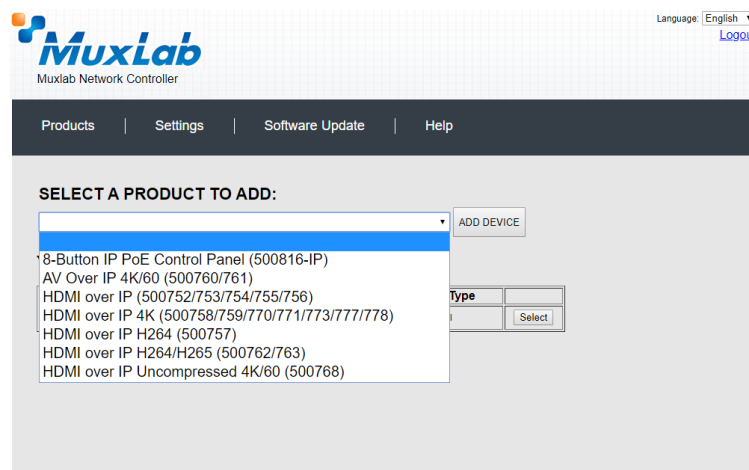 Language: English
Logou
MuxLab
Muxlab Network Controller
Products | Settings | Software Update | Help
SELECT A PRODUCT TO ADD:
ADD DEVICE
8-Button IP PoE Control Panel (500816-IP)
AV Over IP 4K/60 (500760/761)
HDMI over IP (500752/753/754/755/756)
Type
HDMI over IP 4K (500758/759/770/771/773/777/778)
Select
HDMI over IP H264 (500757)
HDMI over IP H264/H265 (500762/763)
HDMI over IP Uncompressed 4K/60 (500768)